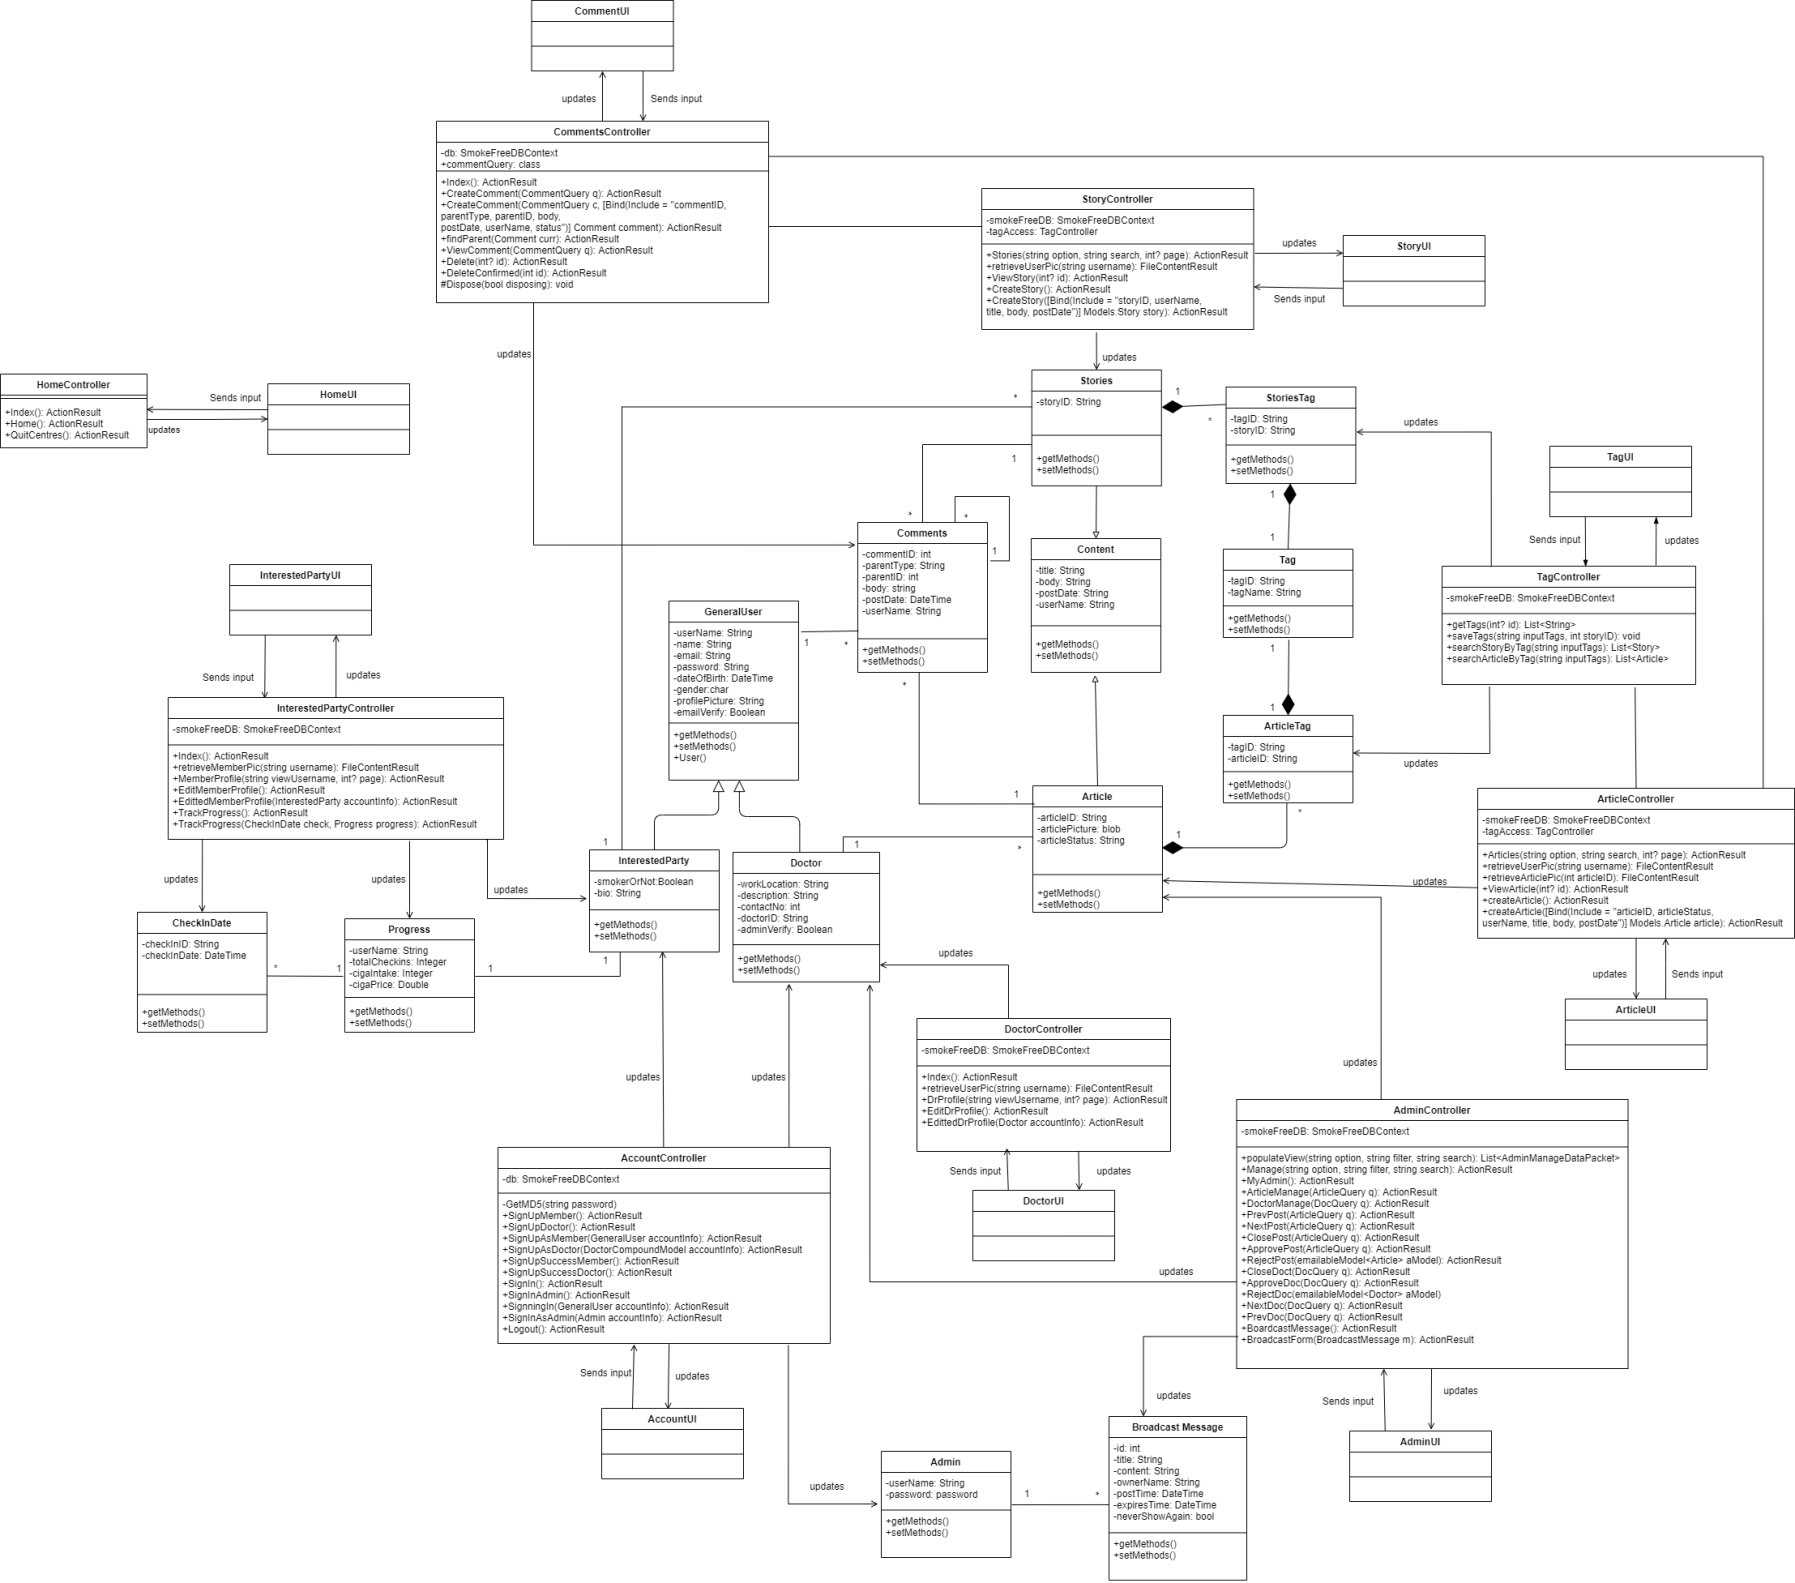 CommentUI
updates
Sends input
CommentsController
-db: SmokeFreeDBContext
+commentQuery: class
+Index(): ActionResult
+CreateComment(CommentQuery q): ActionResult
+CreateComment(CommentQuery c, [Bind(Include = "commentID,
parentType, parentID, body,
postDate, userName, status")] Comment comment): ActionResult
+findParent(Comment curr): ActionResult
+ViewComment(CommentQuery q): ActionResult
+Delete(int? id): ActionResult
+DeleteConfirmed(int id): ActionResult
#Dispose(bool disposing): void
updates
StoryController
-smokeFreeDB: SmokeFreeDBContext
-tagAccess: TagController
+Stories(string option, string search, int? page): ActionResult
+retrieveUserPic(string username): FileContentResult
+ViewStory(int? id): ActionResult
+CreateStory(): ActionResult
+CreateStory([Bind(Include = "storyID, userName,
title, body, postDate")] Models.Story story): ActionResult
updates
Sends input
StoryUI
updates
HomeController
+Index(): ActionResult
+Home(): ActionResult
+QuitCentres(): ActionResult
Sends input
updates
HomeUI
Stories
-storyID: String
+getMethods()
+setMethods()
*
1
1
*
StoriesTag
-tagID: String
-storyID: String
+getMethods()
+setMethods()
updates
1
1
TagUI
Sends input
updates
Comments
-commentID: int
-parentType: String
-parentID: int
-body: string
-postDate: DateTime
-userName: String
+getMethods()
+setMethods()
*
*
1
1
*
*
Content
-title: String
-body: String
-postDate: String
-userName: String
+getMethods()
+setMethods()
Tag
-tagID: String
-tagName: String
+getMethods()
+setMethods()
1
1
TagController
-smokeFreeDB: SmokeFreeDBContext
+getTags(int? id): List<String>
+saveTags(string inputTags, int storyID): void
+searchStoryByTag(string inputTags): List<Story>
+searchArticleByTag(string inputTags): List<Article>
updates
InterestedPartyUI
Sends input
updates
GeneralUser
-userName: String
-name: String
-email: String
-password: String
-dateOfBirth: DateTime
-gender:char
-profilePicture: String
-emailVerify: Boolean
+getMethods()
+setMethods()
+User()
InterestedPartyController
-smokeFreeDB: SmokeFreeDBContext
+Index(): ActionResult
+retrieveMemberPic(string username): FileContentResult
+MemberProfile(string viewUsername, int? page): ActionResult
+EditMemberProfile(): ActionResult
+EdittedMemberProfile(InterestedParty accountInfo): ActionResult
+TrackProgress(): ActionResult
+TrackProgress(CheckInDate check, Progress progress): ActionResult
updates
updates
updates
ArticleTag
-tagID: String
-articleID: String
+getMethods()
+setMethods()
*
Article
-articleID: String
-articlePicture: blob
-articleStatus: String
+getMethods()
+setMethods()
1
*
1
ArticleController
-smokeFreeDB: SmokeFreeDBContext
-tagAccess: TagController
+Articles(string option, string search, int? page): ActionResult
+retrieveUserPic(string username): FileContentResult
+retrieveArticlePic(int articleID): FileContentResult
+ViewArticle(int? id): ActionResult
+createArticle(): ActionResult
+createArticle([Bind(Include = "articleID, articleStatus,
userName, title, body, postDate")] Models.Article article): ActionResult
updates
updates
Sends input
ArticleUI
InterestedParty
-smokerOrNot:Boolean
-bio: String
+getMethods()
+setMethods()
1
1
Doctor
-workLocation: String
-description: String
-contactNo: int
-doctorID: String
-adminVerify: Boolean
+getMethods()
+setMethods()
1
updates
CheckInDate
-checkInID: String
-checkInDate: DateTime
+getMethods()
+setMethods()
*
1
Progress
-userName: String
-totalCheckins: Integer
-cigaIntake: Integer
-cigaPrice: Double
+getMethods()
+setMethods()
1
updates
updates
DoctorController
-smokeFreeDB: SmokeFreeDBContext
+Index(): ActionResult
+retrieveUserPic(string username): FileContentResult
+DrProfile(string viewUsername, int? page): ActionResult
+EditDrProfile(): ActionResult
+EdittedDrProfile(Doctor accountInfo): ActionResult
Sends input
updates
DoctorUI
updates
AdminController
-smokeFreeDB: SmokeFreeDBContext
+populateView(string option, string filter, string search): List<AdminManageDataPacket>
+Manage(string option, string filter, string search): ActionResult
+MyAdmin(): ActionResult
+ArticleManage(ArticleQuery q): ActionResult
+DoctorManage(DocQuery q): ActionResult
+PrevPost(ArticleQuery q): ActionResult
+NextPost(ArticleQuery q): ActionResult
+ClosePost(ArticleQuery q): ActionResult
+ApprovePost(ArticleQuery q): ActionResult
+RejectPost(emailableModel<Article> aModel): ActionResult
+CloseDoct(DocQuery q): ActionResult
+ApproveDoc(DocQuery q): ActionResult
+RejectDoc(emailableModel<Doctor> aModel)
+NextDoc(DocQuery q): ActionResult
+PrevDoc(DocQuery q): ActionResult
+BoardcastMessage(): ActionResult
+BroadcastForm(BroadcastMessage m): ActionResult
updates
updates
Sends input
updates
AdminUI
AccountController
-db: SmokeFreeDBContext
-GetMD5(string password)
+SignUpMember(): ActionResult
+SignUpDoctor(): ActionResult
+SignUpAsMember(GeneralUser accountInfo): ActionResult
+SignUpAsDoctor(DoctorCompoundModel accountInfo): ActionResult
+SignUpSuccessMember(): ActionResult
+SignUpSuccessDoctor(): ActionResult
+SignIn(): ActionResult
+SignInAdmin(): ActionResult
+SignningIn(GeneralUser accountInfo): ActionResult
+SignInAsAdmin(Admin accountInfo): ActionResult
+Logout(): ActionResult
Sends input
updates
AccountUI
updates
Admin
-userName: String
-password: password
+getMethods()
+setMethods()
1
*
Broadcast Message
-id: int
-title: String
-content: String
-ownerName: String
-postTime: DateTime
-expiresTime: DateTime
-neverShowAgain: bool
+getMethods()
+setMethods()